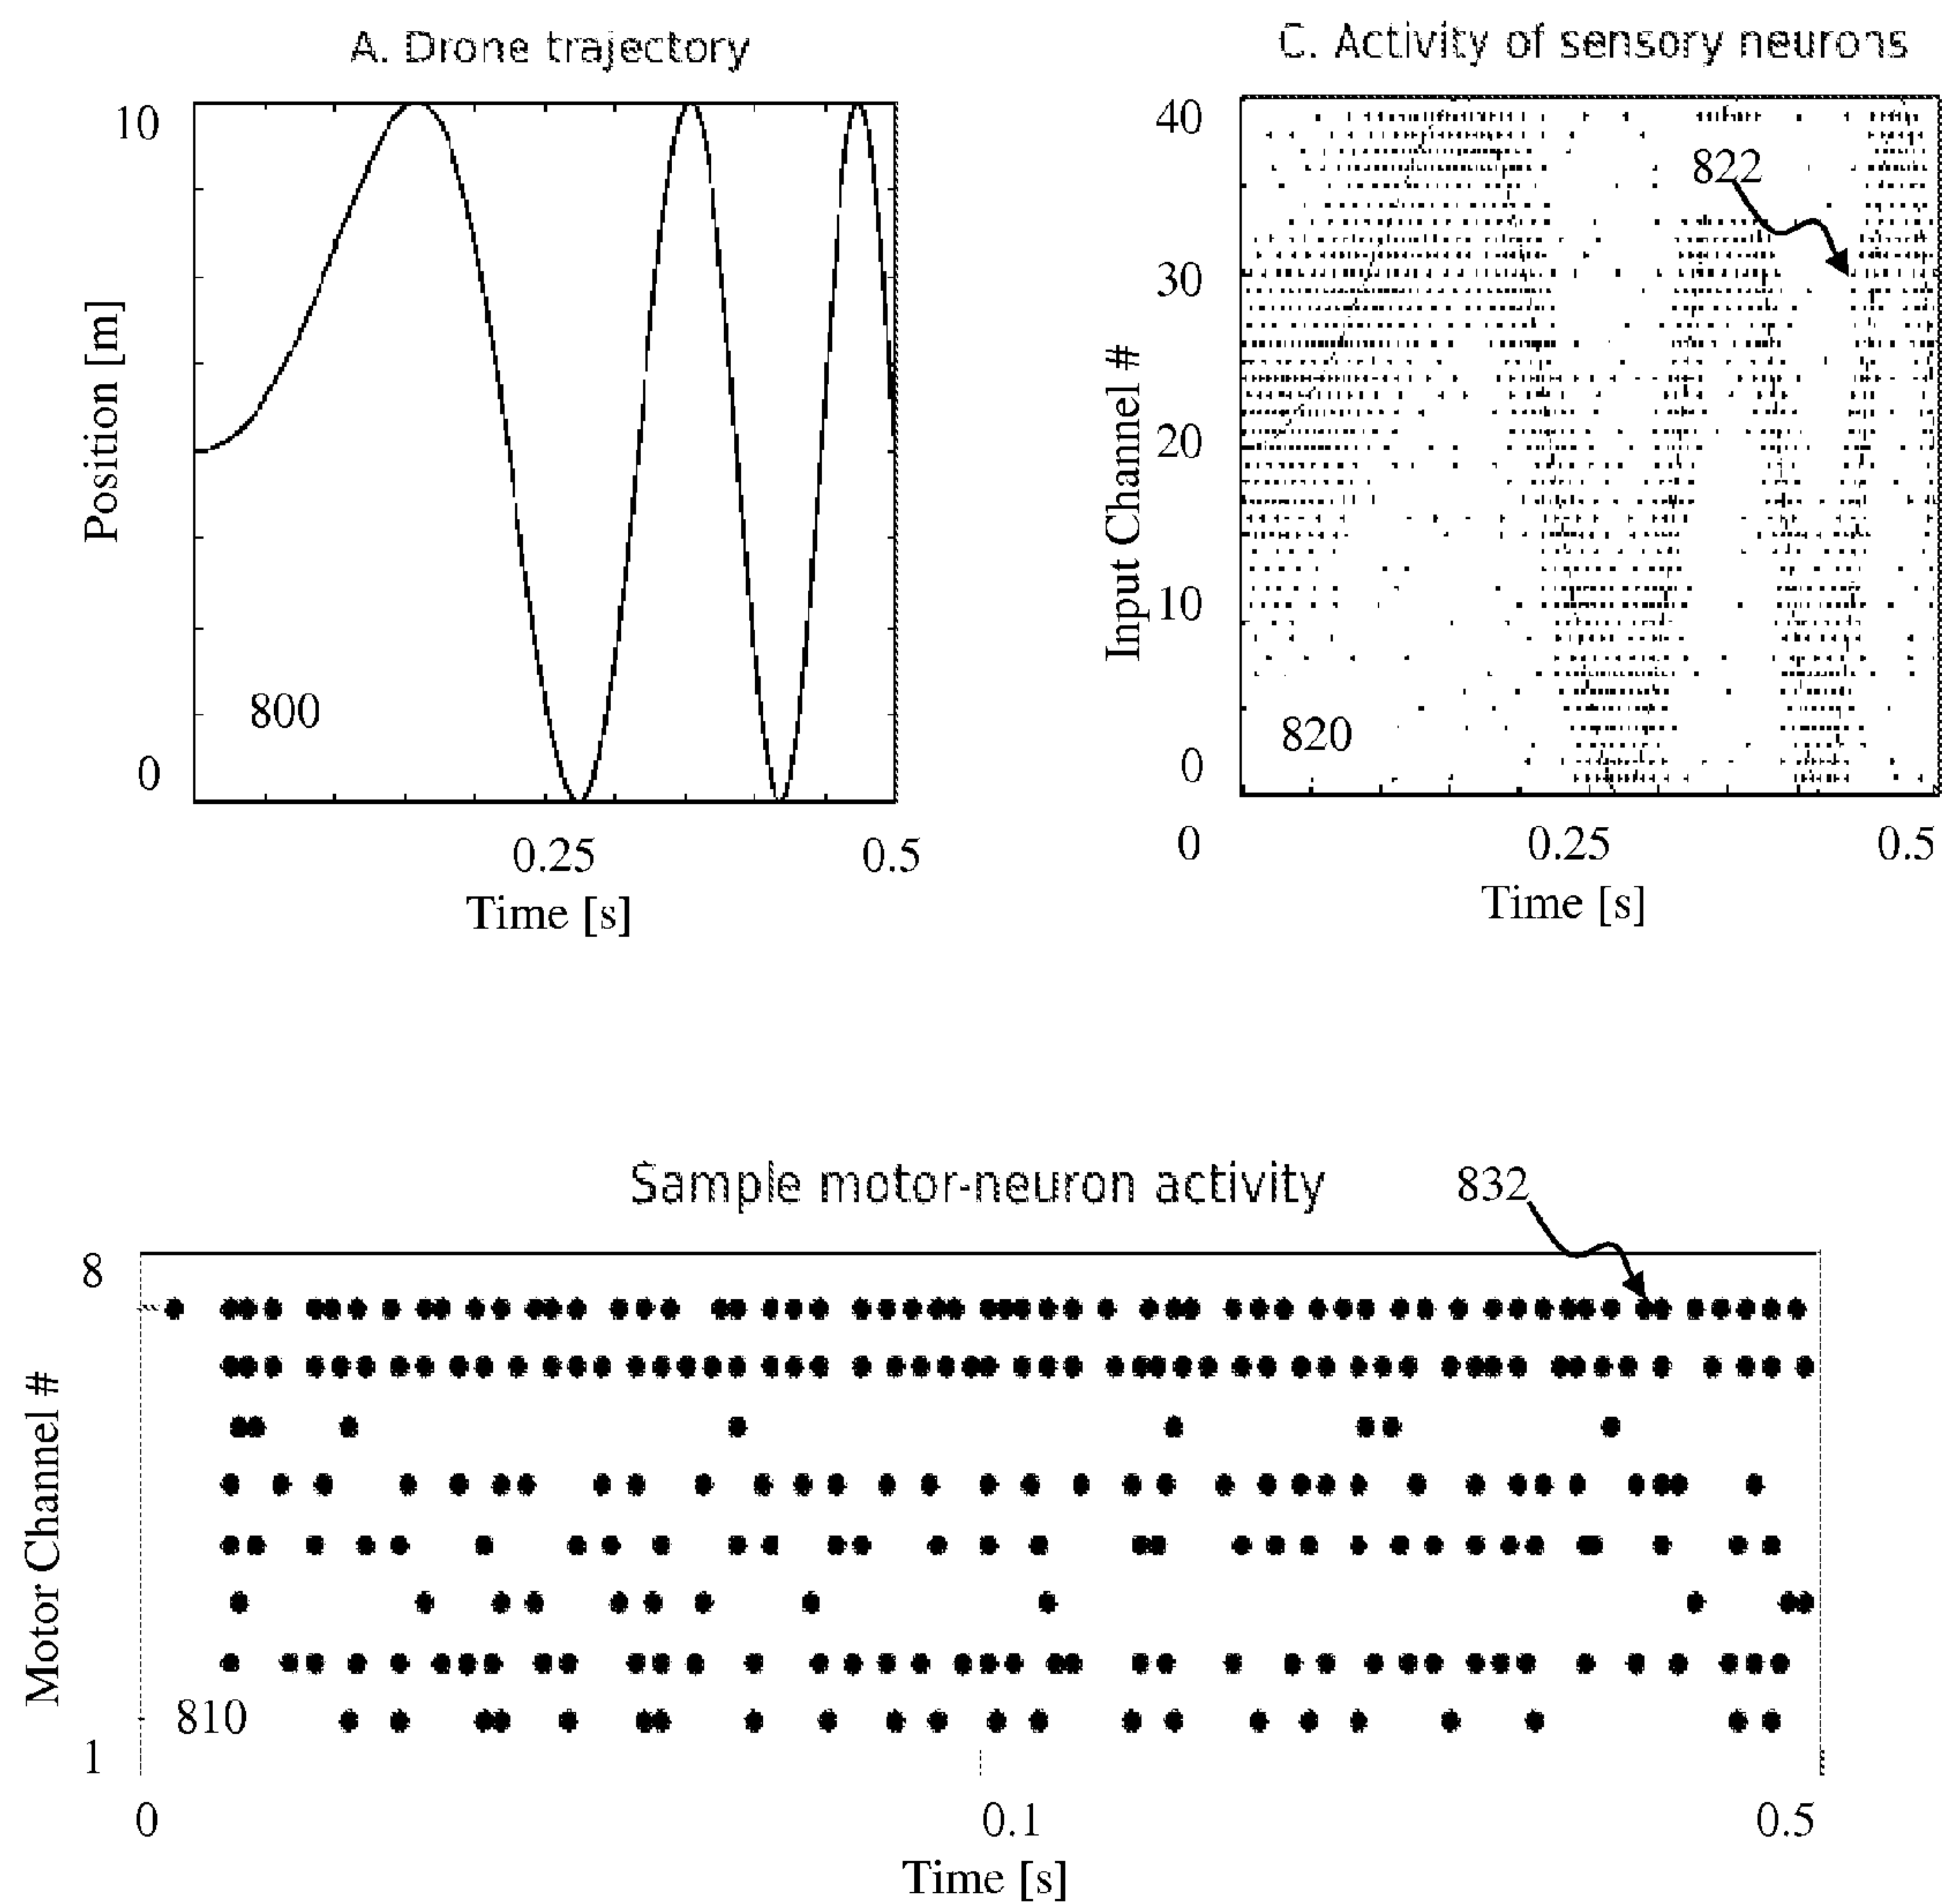 A. Drone trajectory
10
Position [m]
0
800
0.25
0.5
Time [s]
C. Activity of sensory neurons
40
30
20
10
0
Input Channel #
822
820
0
0.25
0.5
Time [s]
Sample motor-neuron activity
832
8
Motor Channel #
1
810
0
0.1
0.5
Time [s]